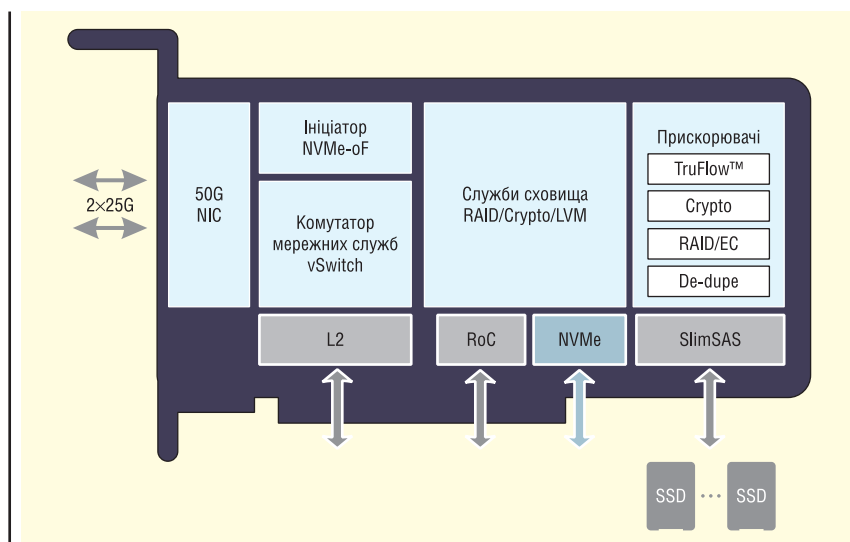 2×25G
50G
NIC
Ініціатор
NVMe-oF
Комутатор
мережних служб
vSwitch
Служби сховища
RAID/Crypto/LVM
Прискорювачі
TruFlow™
Crypto
RAID/EC
De-dupe
L2
RoC
NVMe
SlimSAS
SSD ... SSD